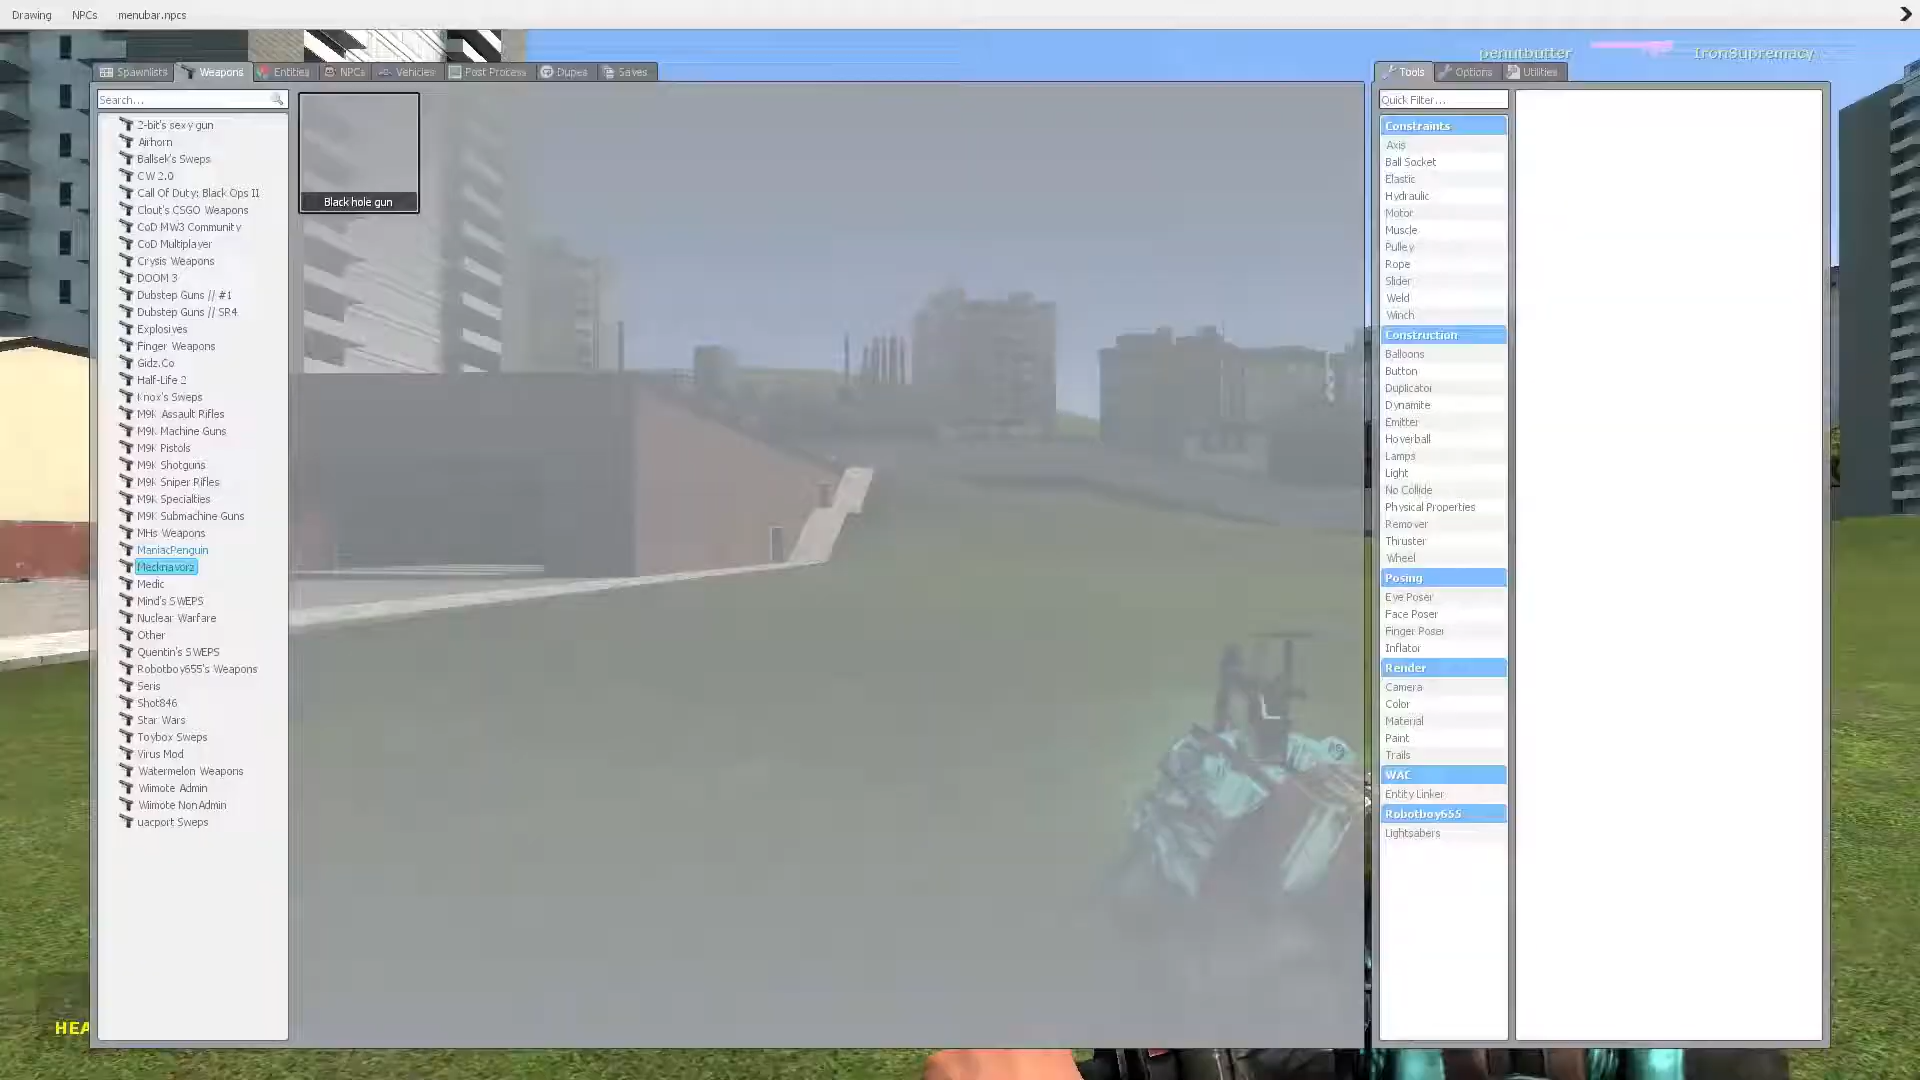 Drawing NPCs menubar.npcs
penutbutter IronSupremacy
Spawnlists Weapons Entities NPCs Vehicles Post Process Dupes Saves
Search...
2-bit's sexy gun
Airhorn
Ballsek's Sweps
CW 2.0
Call Of Duty: Black Ops II
Clout's CSGO Weapons
CoD MW3 Community
CoD Multiplayer
Crysis Weapons
DOOM 3
Dubstep Guns // #1
Dubstep Guns // SR4
Explosives
Finger Weapons
Gidz.Co
Half-Life 2
Knox's Sweps
M9K Assault Rifles
M9K Machine Guns
M9K Pistols
M9K Shotguns
M9K Sniper Rifles
M9K Specialties
M9K Submachine Guns
MHs Weapons
ManiacPenguin
Mecknavorz
Medic
Mind's SWEPS
Nuclear Warfare
Other
Quentin's SWEPS
Robotboy655's Weapons
Seris
Shot846
Star Wars
Toybox Sweps
Virus Mod
Watermelon Weapons
Wiimote Admin
Wiimote NonAdmin
uacport Sweps
Black hole gun
HEA
Tools Options Utilities
Quick Filter...
Constraints
Axis
Ball Socket
Elastic
Hydraulic
Motor
Muscle
Pulley
Rope
Slider
Weld
Winch
Construction
Balloons
Button
Duplicator
Dynamite
Emitter
Hoverball
Lamps
Light
No Collide
Physical Properties
Remover
Thruster
Wheel
Posing
Eye Poser
Face Poser
Finger Poser
Inflator
Render
Camera
Color
Material
Paint
Trails
WAC
Entity Linker
Robotboy655
Lightsabers